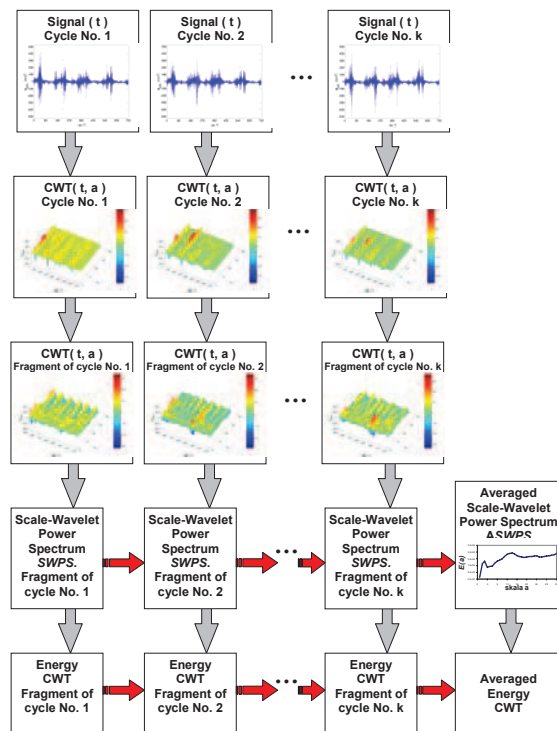 Signal ( t )
Cycle No. 1
Signal ( t )
Cycle No. 2
Signal ( t )
Cycle No. k
...
CWT( t, a )
Cycle No. 1
CWT( t, a )
Cycle No. 2
CWT( t, a )
Cycle No. k
...
CWT( t, a )
Fragment of cycle No. 1
CWT( t, a )
Fragment of cycle No. 2
CWT( t, a )
Fragment of cycle No. k
...
Scale-Wavelet
Power
Spectrum
SWPS.
Fragment of
cycle No. 1
Scale-Wavelet
Power
Spectrum
SWPS.
Fragment of
cycle No. 2
...
Scale-Wavelet
Power
Spectrum
SWPS.
Fragment of
cycle No. k
Averaged
Scale-Wavelet
Power Spectrum
ASWPS
E(a)
skala a
Energy
CWT
Fragment of
cycle No. 1
Energy
CWT
Fragment of
cycle No. 2
...
Energy
CWT
Fragment of
cycle No. k
Averaged
Energy
CWT